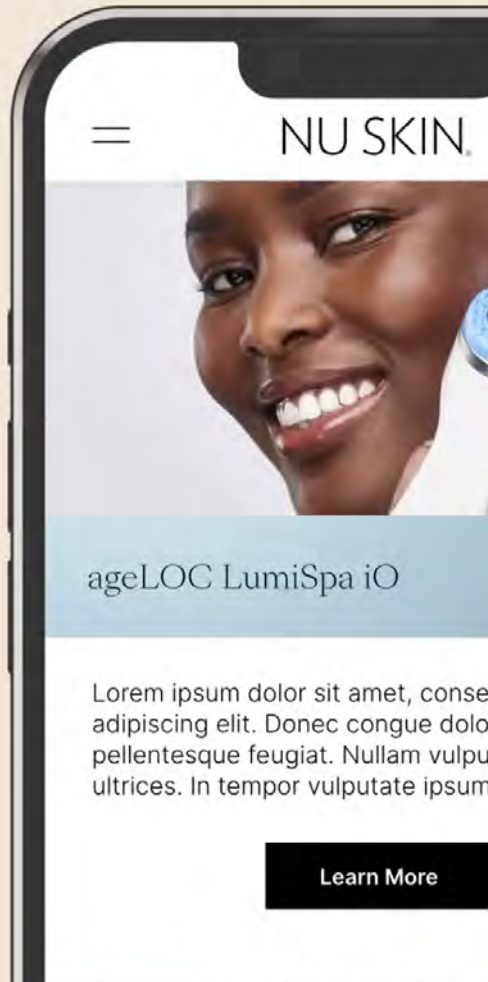 NU SKIN.
ageLOC LumiSpa iO
Lorem ipsum dolor sit amet, conse
adipiscing elit. Donec congue dolo
pellentesque feugiat. Nullam vulpu
ultrices. In tempor vulputate ipsum
Learn More